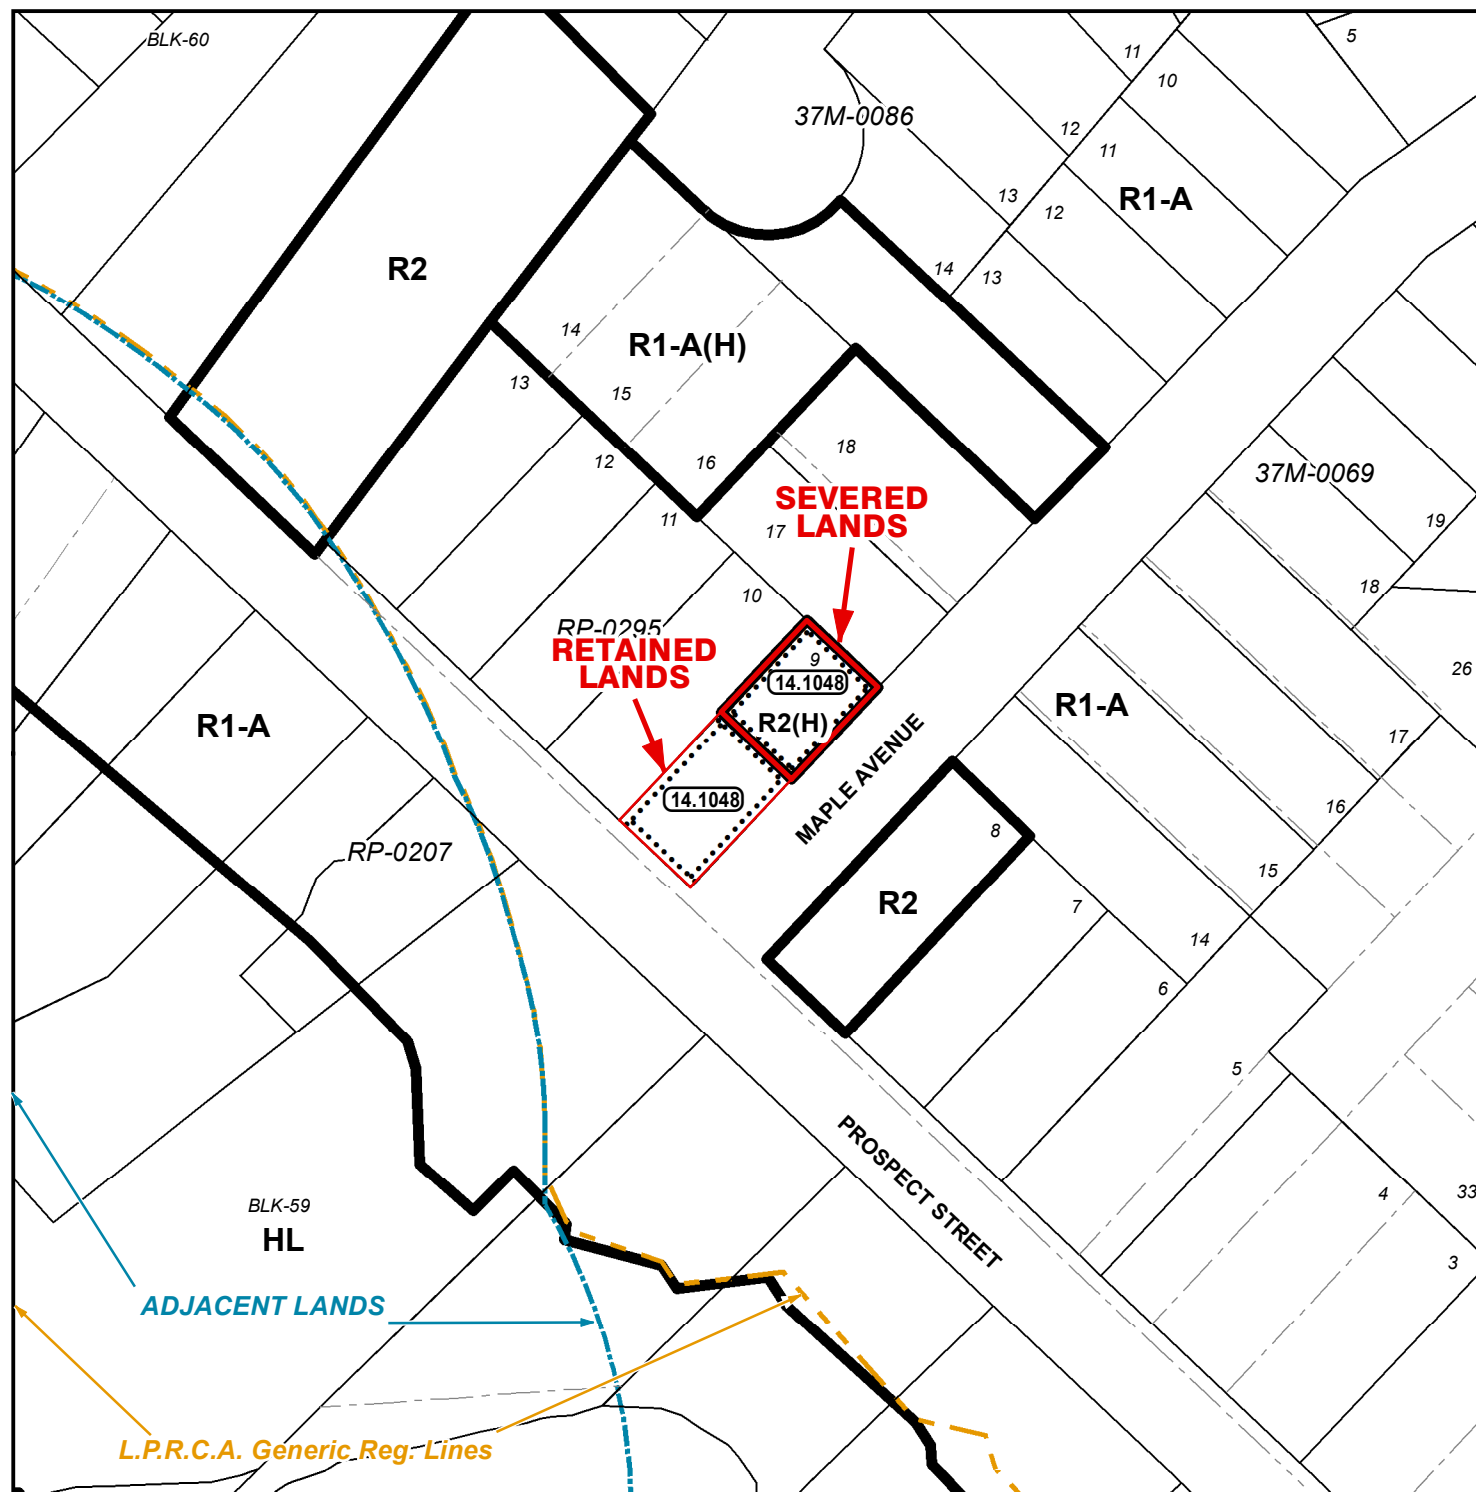 BLK-60
5
11
10
37M-0086
12
11
R1-A
13
12
14
13
R2
14
R1-A(H)
13
15
18
12
16
37M-0069
SEVERED
LANDS
19
11
17
18
10
RP-0295
RETAINED
LANDS
9
14.1048
26
R1-A
R2(H)
R1-A
17
MAPLE AVENUE
14.1048
16
8
RP-0207
15
R2
7
14
6
5
PROSPECT STREET
4
33
BLK-59
HL
3
ADJACENT LANDS
L.P.R.C.A. Generic Reg. Lines